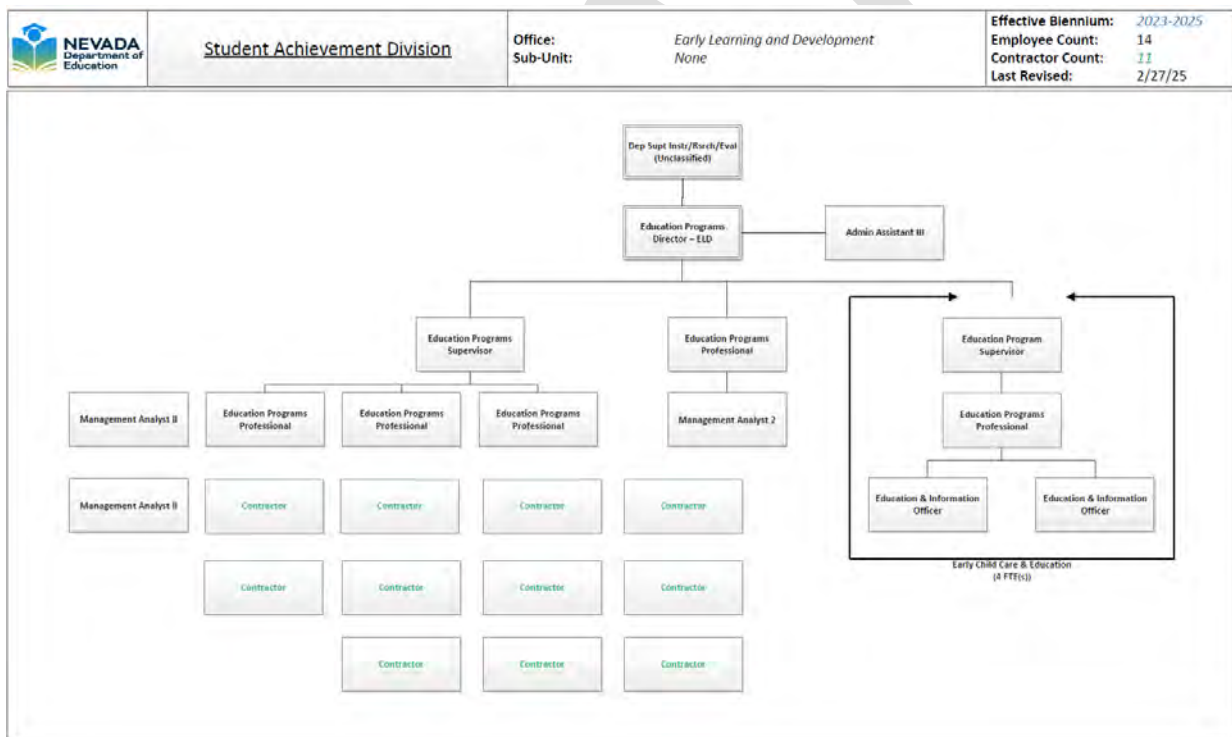 NEVADA
Department of
Education
Student Achievement Division
Office: Early Learning and Development
Sub-Unit: None
Effective Biennium: 2023-2025
Employee Count: 14
Contractor Count: 11
Last Revised: 2/27/25
Dep Supt Instr/Rsrch/Eval
(Unclassified)
Education Programs
Director – ELD
Admin Assistant III
Education Programs
Supervisor
Education Programs
Professional
Education Program
Supervisor
Management Analyst II
Education Programs
Professional
Education Programs
Professional
Education Programs
Professional
Management Analyst 2
Education Programs
Professional
Management Analyst II
Contractor
Contractor
Contractor
Contractor
Education & Information
Officer
Education & Information
Officer
Early Child Care & Education
(4 FTE(s))
Contractor
Contractor
Contractor
Contractor
Contractor
Contractor
Contractor